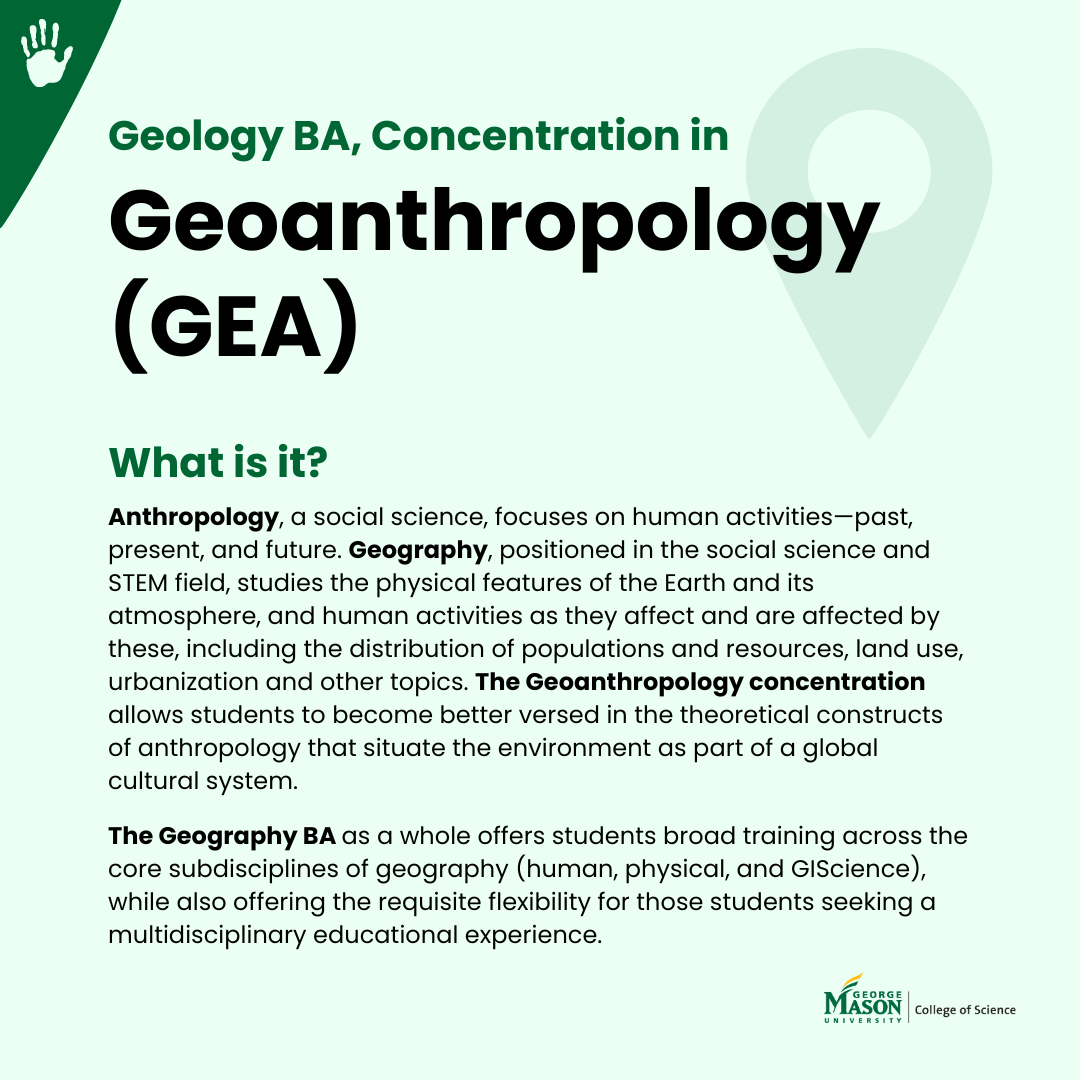 Geology BA, Concentration in
Geoanthropology
(GEA)
What is it?
Anthropology, a social science, focuses on human activities—past,
present, and future. Geography, positioned in the social science and
STEM field, studies the physical features of the Earth and its
atmosphere, and human activities as they affect and are affected by
these, including the distribution of populations and resources, land use,
urbanization and other topics. The Geoanthropology concentration
allows students to become better versed in the theoretical constructs
of anthropology that situate the environment as part of a global
cultural system.
The Geography BA as a whole offers students broad training across the
core subdisciplines of geography (human, physical, and GIScience),
while also offering the requisite flexibility for those students seeking a
multidisciplinary educational experience.
GEORGE
MASON
UNIVERSITY
College of Science